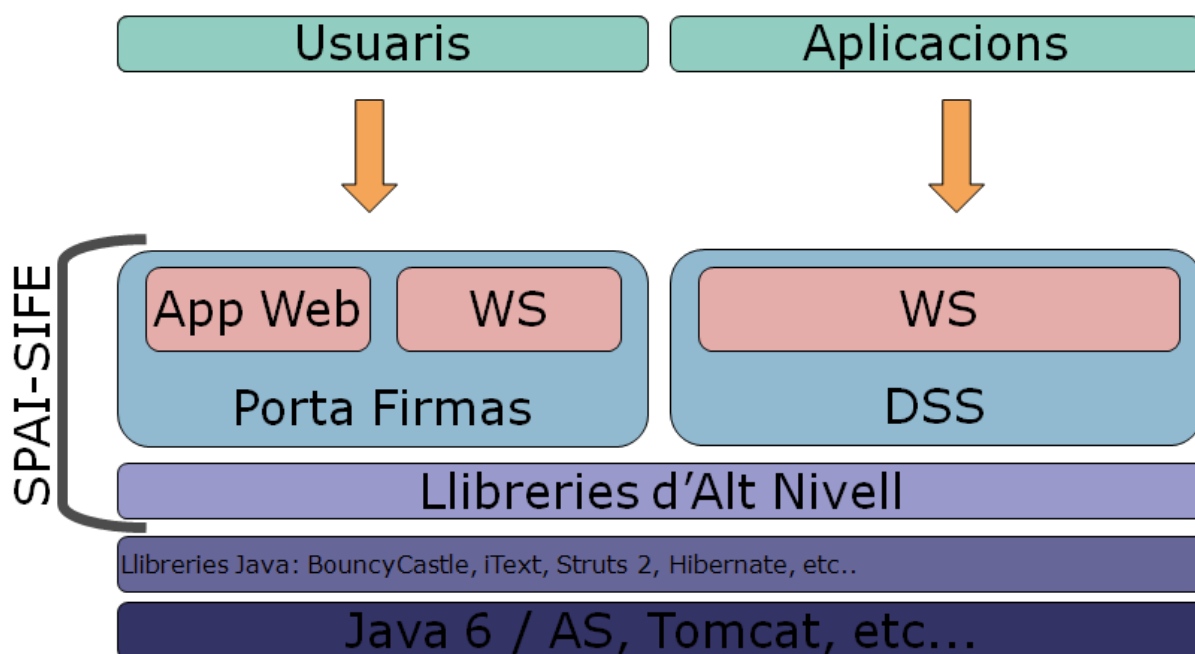 Usuaris
Aplicacions
SPAI-SIFE
App Web
WS
WS
Porta Firmas
DSS
Llibreries d’Alt Nivell
Llibreries Java: BouncyCastle, iText, Struts 2, Hibernate, etc..
Java 6 / AS, Tomcat, etc...